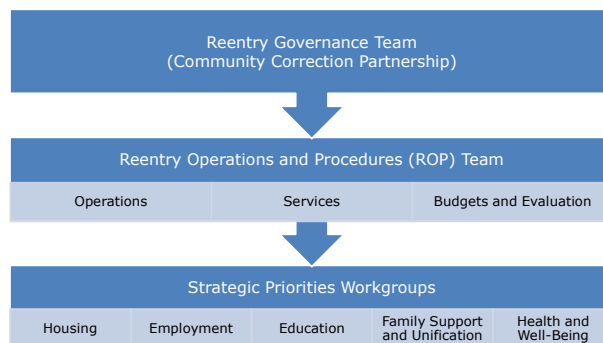 Reentry Governance Team
(Community Correction Partnership)
Reentry Operations and Procedures (ROP) Team
Operations
Services
Budgets and Evaluation
Strategic Priorities Workgroups
Housing
Employment
Education
Family Support
and Unification
Health and
Well-Being